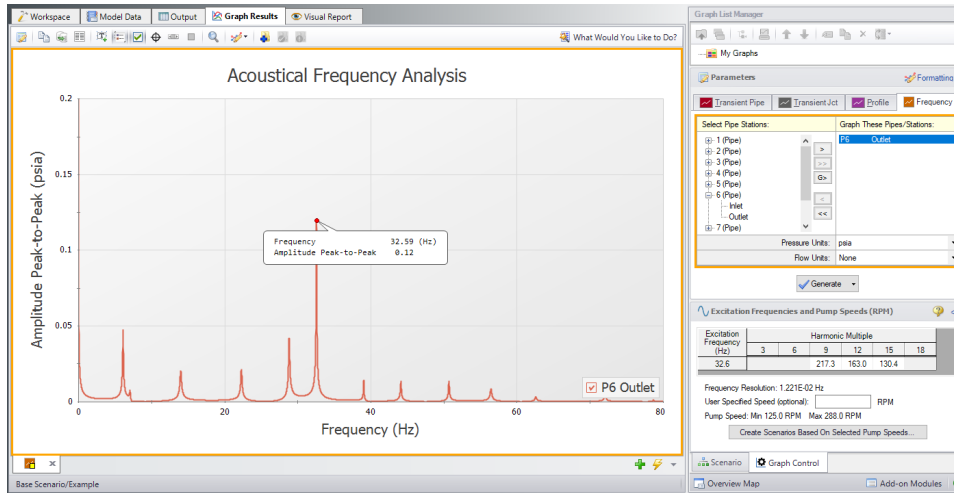 Workspace
Model Data
Output
Graph Results
Visual Report
What Would You Like to Do?
Acoustical Frequency Analysis
Amplitude Peak-to-Peak (psia)
0.2
0.15
0.1
0.05
0
Frequency 32.59 (Hz)
Amplitude Peak-to-Peak 0.12
P6 Outlet
0 20 40 60 80
Frequency (Hz)
Base Scenario/Example
Graph List Manager
My Graphs
Parameters
Formatting
Transient Pipe
Transient Jct
Profile
Frequency
Select Pipe Stations:
Graph These Pipes/Stations:
1 (Pipe)
2 (Pipe)
3 (Pipe)
4 (Pipe)
5 (Pipe)
6 (Pipe)
Inlet
Outlet
7 (Pipe)
>
>>
G>
<
<<
P6 Outlet
Pressure Units: psia
Flow Units: None
Generate
Excitation Frequencies and Pump Speeds (RPM)
Excitation Frequency (Hz)
Harmonic Multiple
3 6 9 12 15 18
32.6 217.3 163.0 130.4
Frequency Resolution: 1.221E-02 Hz
User Specified Speed (optional): RPM
Pump Speed: Min 125.0 RPM Max 288.0 RPM
Create Scenarios Based On Selected Pump Speeds...
Scenario
Graph Control
Overview Map
Add-on Modules